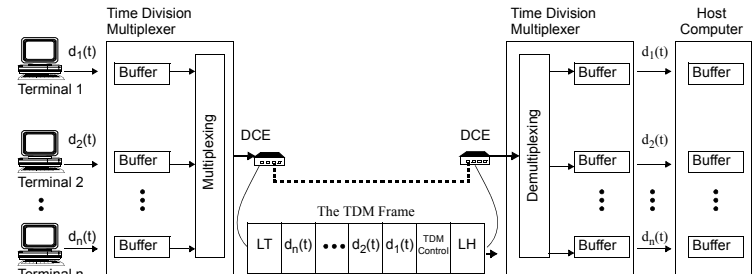 Time Division
Multiplexer
Time Division
Multiplexer
Host
Computer
d1(t)
Buffer
Terminal 1
d2(t)
Buffer
Terminal 2
dn(t)
Buffer
Terminal n
Multiplexing
DCE
DCE
The TDM Frame
LT
dn(t)
d2(t)
d1(t)
TDM
Control
LH
Demultiplexing
Buffer
d1(t)
Buffer
Buffer
d2(t)
Buffer
Buffer
dn(t)
Buffer